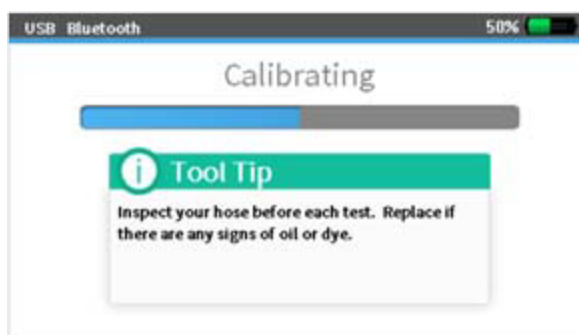 USB Bluetooth 50%
Calibrating
i Tool Tip
Inspect your hose before each test. Replace if
there are any signs of oil or dye.